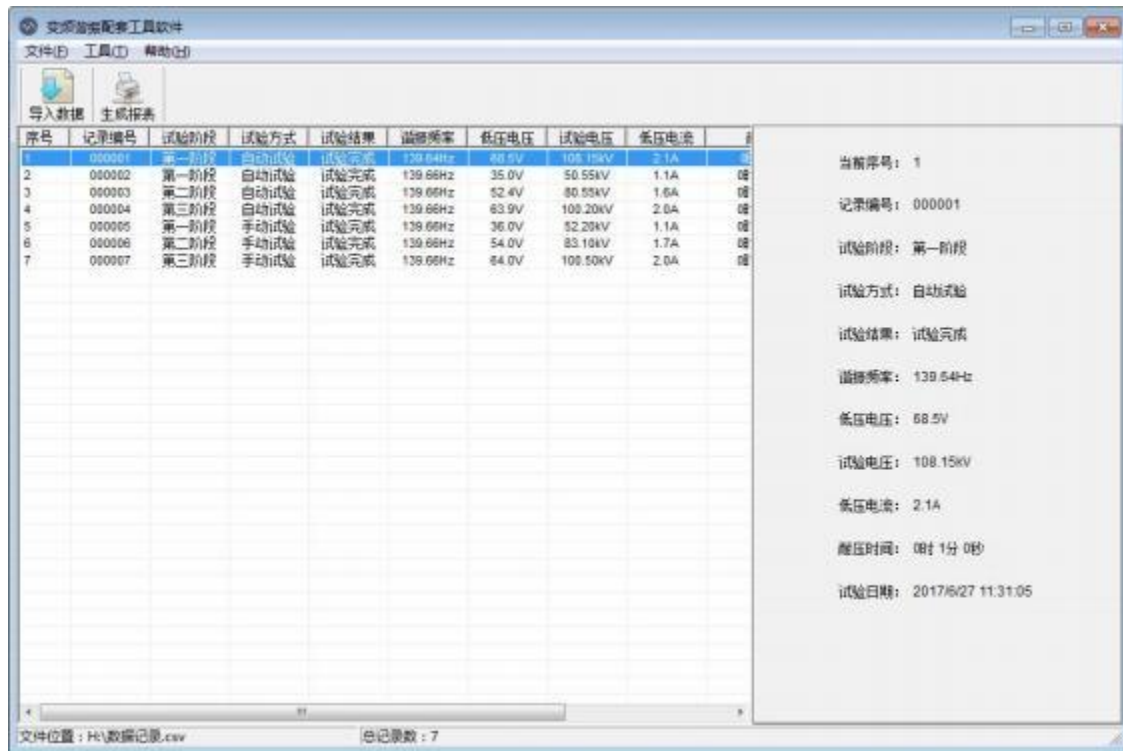 变频谐振配套工具软件
文件(F) 工具(T) 帮助(H)
导入数据 生成报表
序号 记录编号 试验阶段 试验方式 试验结果 谐振频率 低压电压 试验电压 低压电流
1 000001 第一阶段 自动试验 试验完成 139.64Hz 68.5V 108.15kV 2.1A
2 000002 第一阶段 自动试验 试验完成 139.66Hz 35.0V 50.55kV 1.1A 0时
3 000003 第二阶段 自动试验 试验完成 139.66Hz 52.4V 80.55kV 1.6A 0时
4 000004 第三阶段 自动试验 试验完成 139.66Hz 63.9V 100.20kV 2.0A 0时
5 000005 第一阶段 手动试验 试验完成 139.66Hz 36.0V 52.20kV 1.1A 0时
6 000006 第二阶段 手动试验 试验完成 139.66Hz 54.0V 83.10kV 1.7A 0时
7 000007 第三阶段 手动试验 试验完成 139.66Hz 64.0V 100.50kV 2.0A 0时
当前序号： 1
记录编号： 000001
试验阶段： 第一阶段
试验方式： 自动试验
试验结果： 试验完成
谐振频率： 139.64Hz
低压电压： 68.5V
试验电压： 108.15kV
低压电流： 2.1A
耐压时间： 0时 1分 0秒
试验日期： 2017/6/27 11:31:05
文件位置：H:\数据记录.csv 总记录数：7